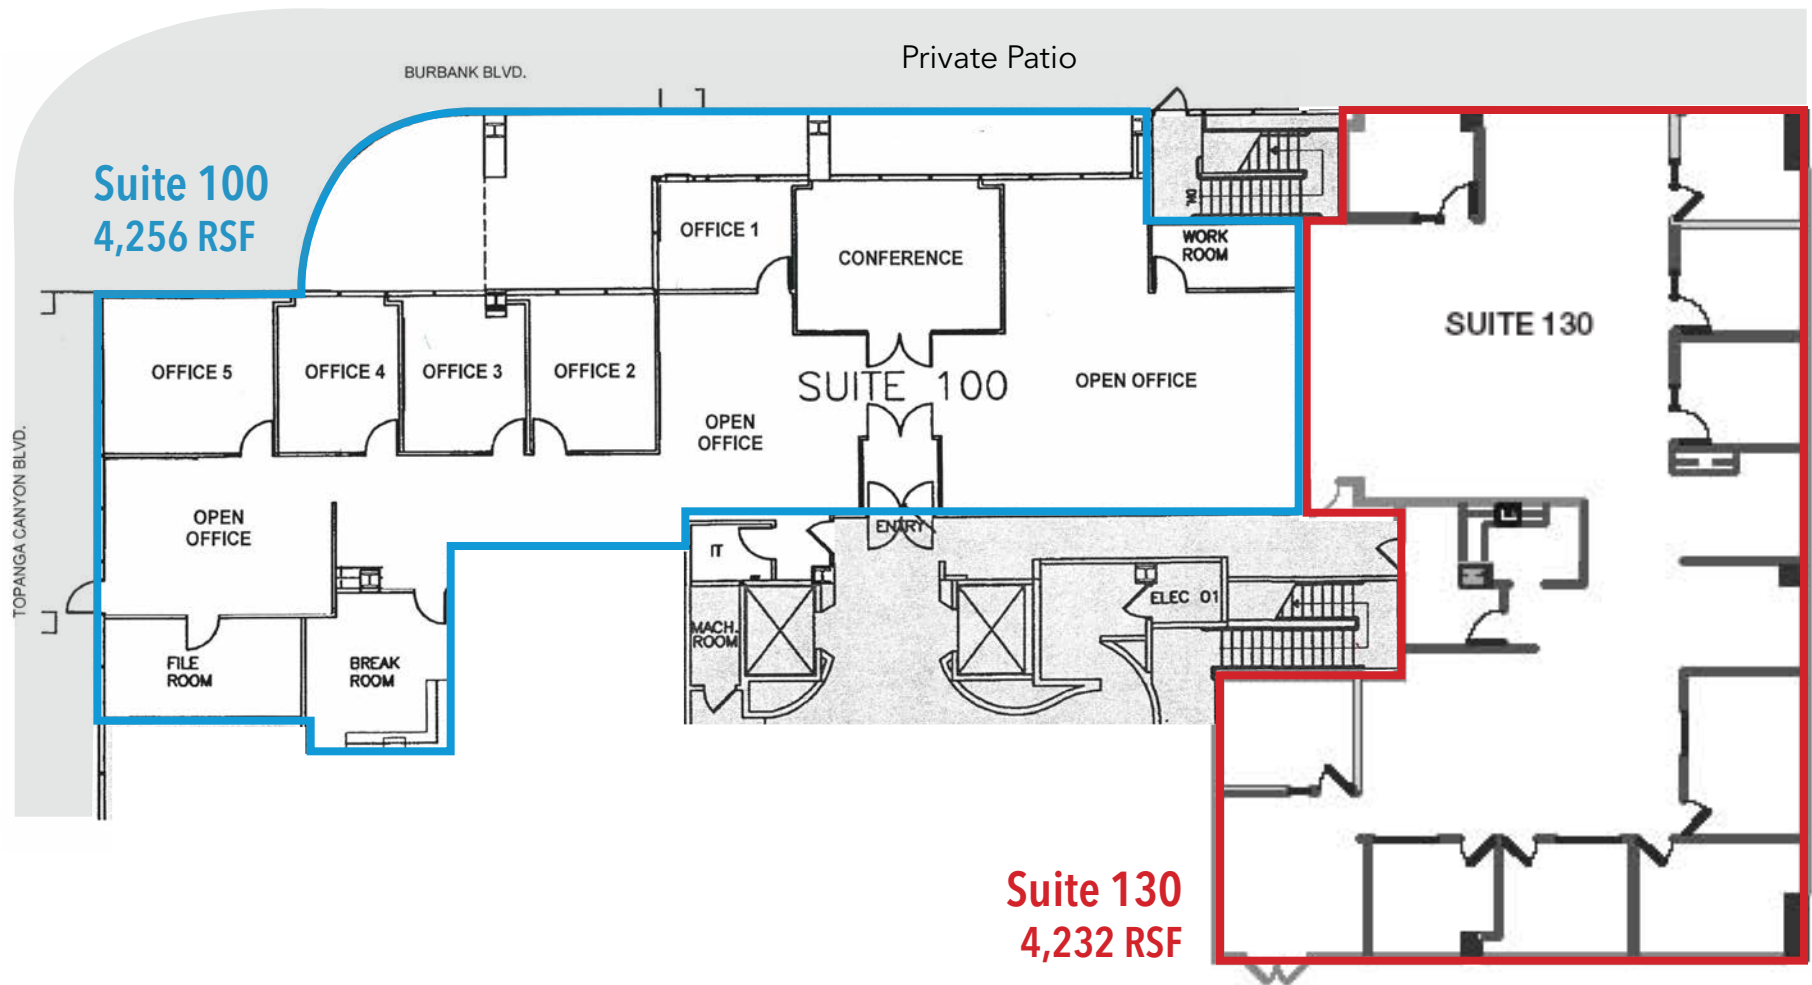 Private Patio
BURBANK BLVD.
Suite 100
4,256 RSF
OFFICE 1
CONFERENCE
WORK
ROOM
DN.
SUITE 130
OFFICE 5
OFFICE 4
OFFICE 3
OFFICE 2
SUITE 100
OPEN OFFICE
OPEN
OFFICE
TOPANGA CANYON BLVD.
OPEN
OFFICE
ENTRY
IT
ELEC 01
MACH.
ROOM
FILE
ROOM
BREAK
ROOM
Suite 130
4,232 RSF